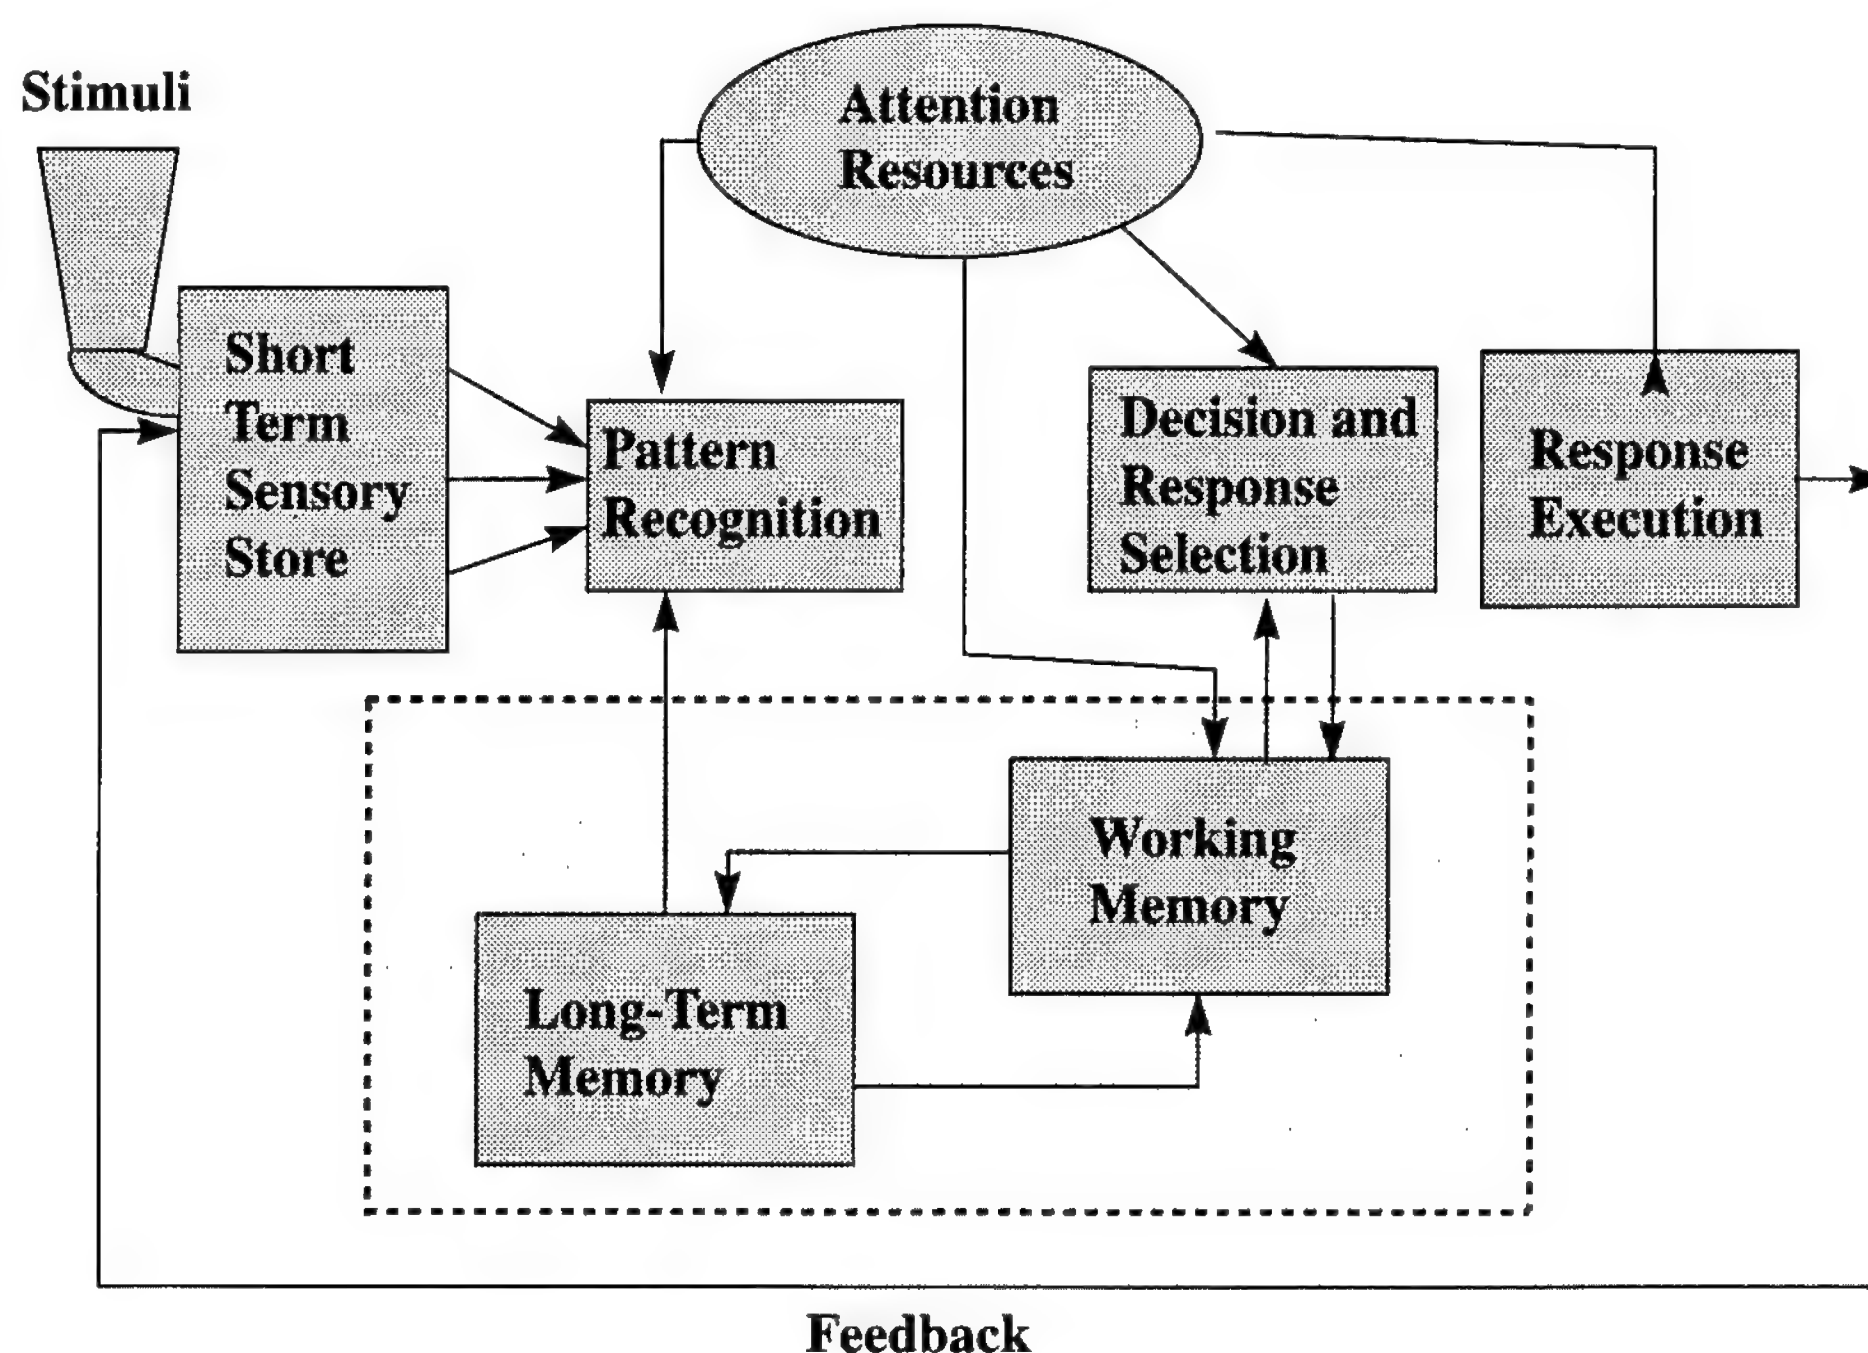 Stimuli
Attention
Resources
Short
Term
Sensory
Store
Pattern
Recognition
Decision and
Response
Selection
Response
Execution
Working
Memory
Long-Term
Memory
Feedback